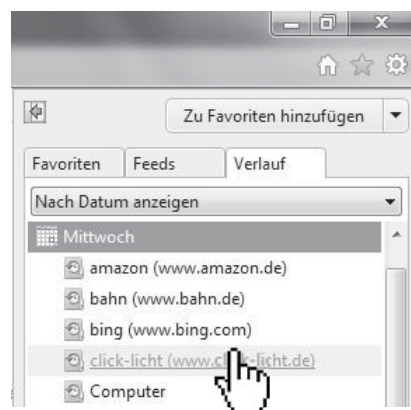 Zu Favoriten hinzufügen
Favoriten Feeds Verlauf
Nach Datum anzeigen
Mittwoch
amazon (www.amazon.de)
bahn (www.bahn.de)
bing (www.bing.com)
click-licht (www.click-licht.de)
Computer